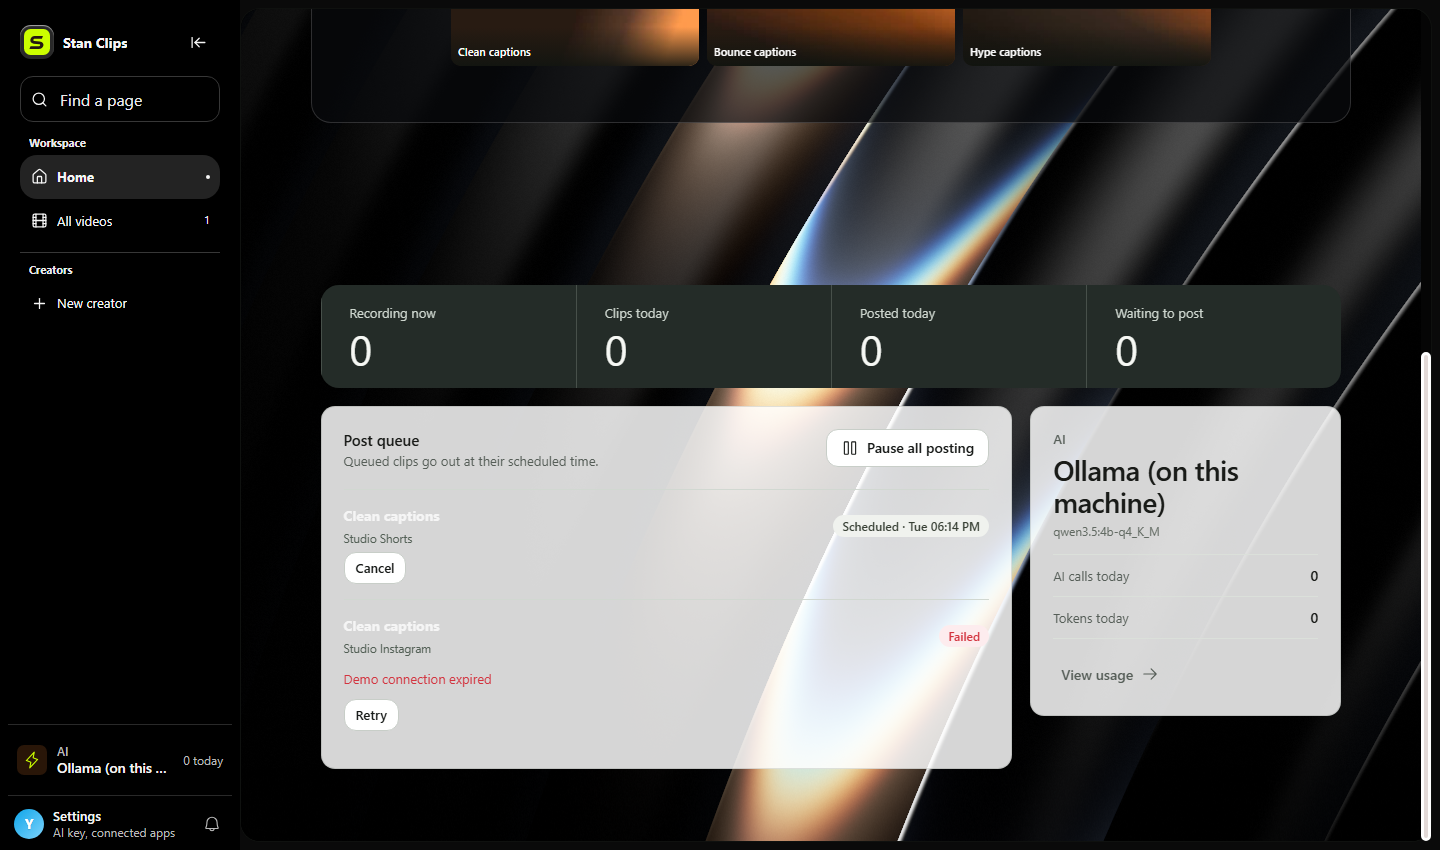 Stan Clips
Find a page
Workspace
Home
All videos 1
Creators
New creator
AI
Ollama (on this ... 0 today
Y
Settings
AI key, connected apps
Clean captions
Bounce captions
Hype captions
Recording now
0
Clips today
0
Posted today
0
Waiting to post
0
Post queue
Queued clips go out at their scheduled time.
Pause all posting
Clean captions
Studio Shorts
Scheduled · Tue 06:14 PM
Cancel
Clean captions
Studio Instagram
Failed
Demo connection expired
Retry
AI
Ollama (on this
machine)
qwen3.5:4b-q4_K_M
AI calls today 0
Tokens today 0
View usage